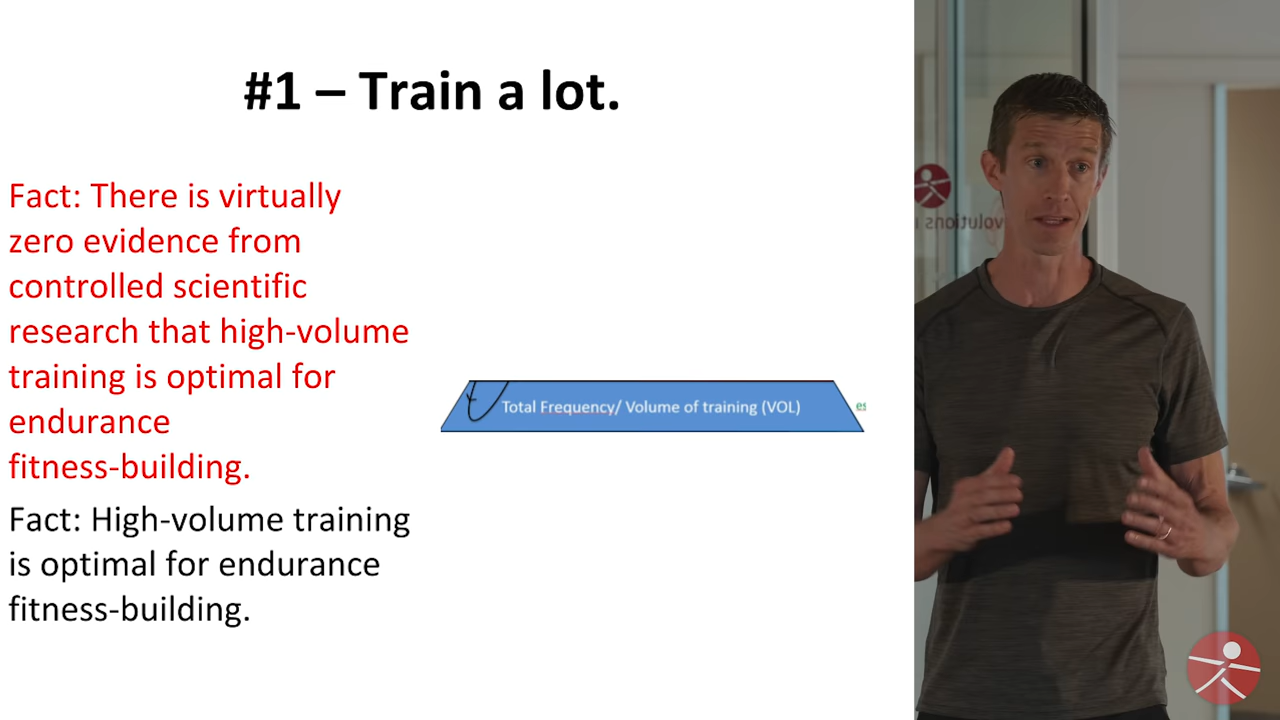 #1 – Train a lot.
Fact: There is virtually
zero evidence from
controlled scientific
research that high-volume
training is optimal for
endurance
fitness-building.
Fact: High-volume training
is optimal for endurance
fitness-building.
Total Frequency/ Volume of training (VOL)
es
volutions